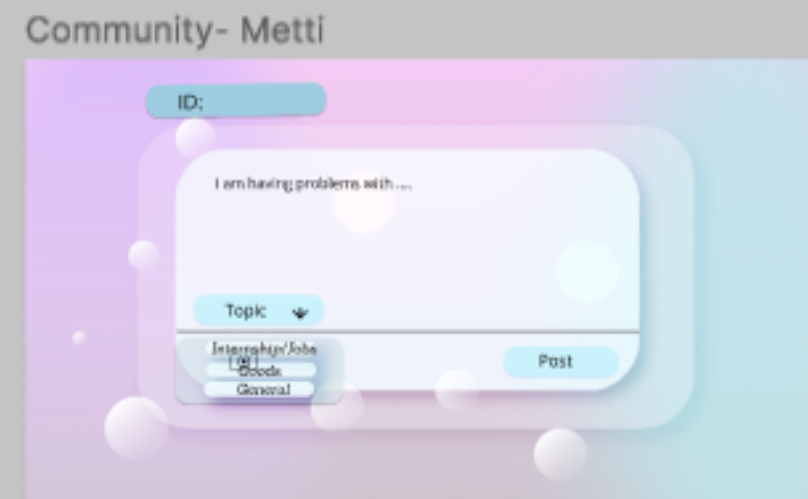 Community- Metti
ID:
I am having problems with ....
Topic
Internship/Jobs
Goods
General
Post